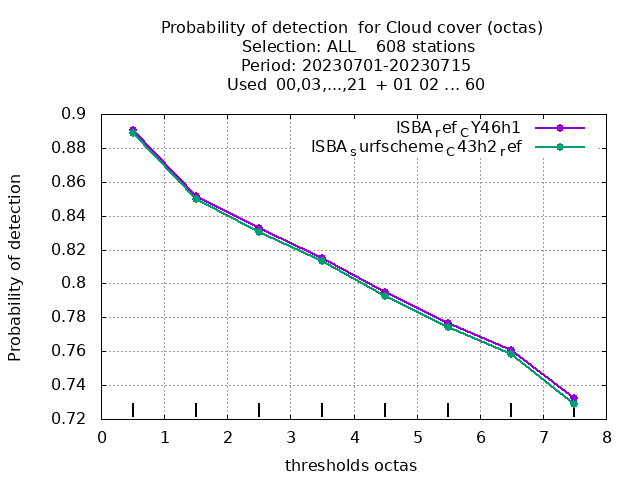 Probability of detection for Cloud cover (octas)
Selection: ALL 608 stations
Period: 20230701-20230715
Used 00,03,...,21 + 01 02 ... 60
ISBA_ref_CY46h1
ISBA_surfscheme_C43h2_ref
0.9
0.88
0.86
0.84
0.82
0.8
0.78
0.76
0.74
0.72
Probability of detection
0 1 2 3 4 5 6 7 8
thresholds octas